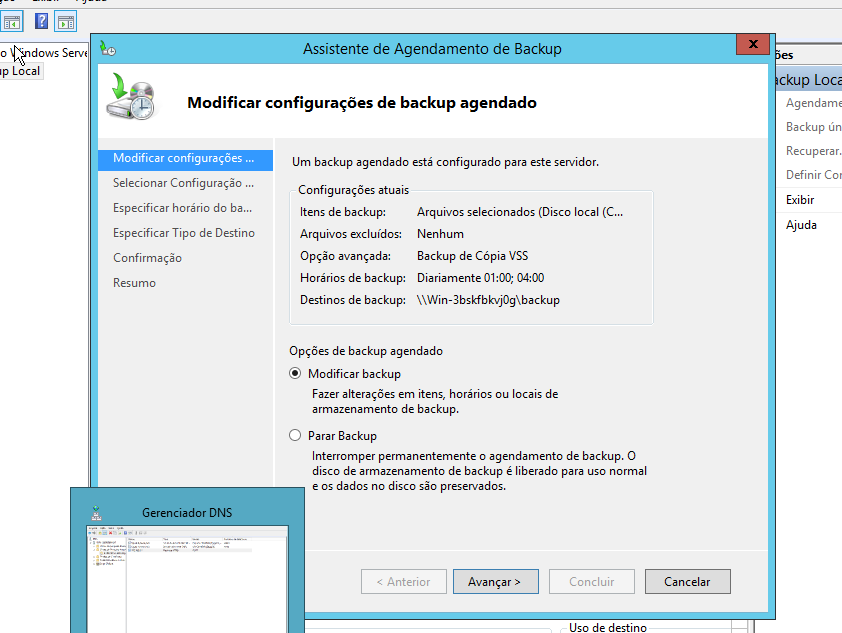 Exibir
Ajuda
o Windows Serve
up Local
Assistente de Agendamento de Backup
Modificar configurações de backup agendado
Modificar configurações ...
Selecionar Configuração ...
Especificar horário do ba...
Especificar Tipo de Destino
Confirmação
Resumo
Um backup agendado está configurado para este servidor.
Configurações atuais
Itens de backup: Arquivos selecionados (Disco local (C...
Arquivos excluídos: Nenhum
Opção avançada: Backup de Cópia VSS
Horários de backup: Diariamente 01:00; 04:00
Destinos de backup: \\Win-3bskfbkvj0g\backup
Opções de backup agendado
Modificar backup
Fazer alterações em itens, horários ou locais de
armazenamento de backup.
Parar Backup
Interromper permanentemente o agendamento de backup. O
disco de armazenamento de backup é liberado para uso normal
e os dados no disco são preservados.
< Anterior
Avançar >
Concluir
Cancelar
ões
ackup Loca
Agendame
Backup ún
Recuperar.
Definir Con
Exibir
Ajuda
Gerenciador DNS
Uso de destino